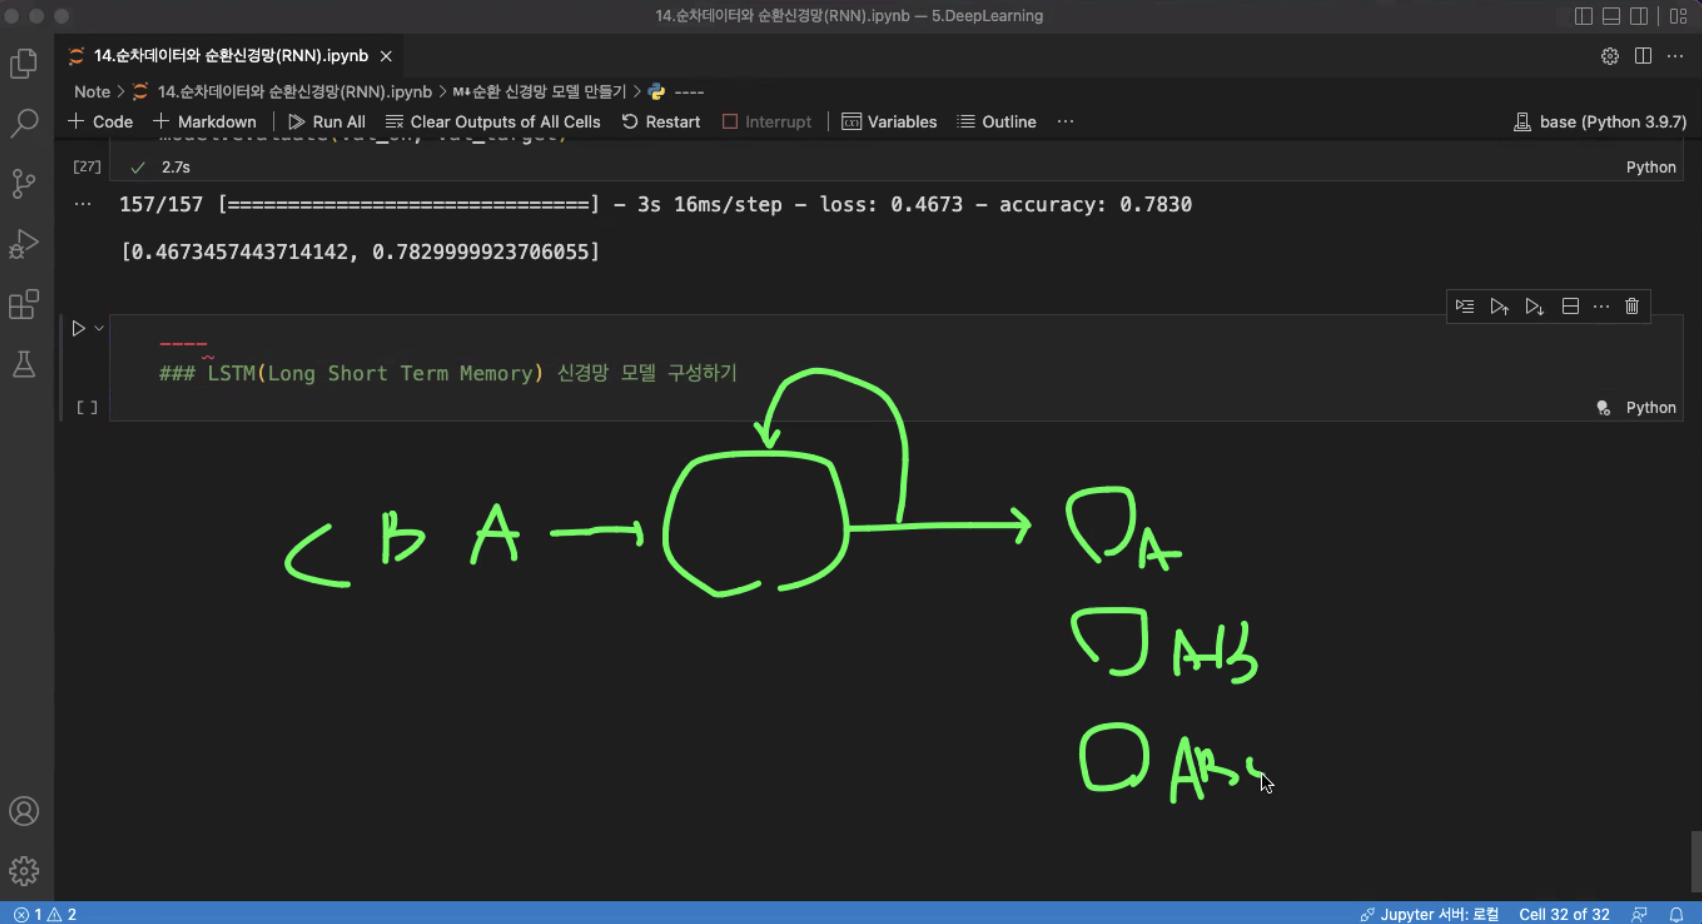 14.순차데이터와 순환신경망(RNN).ipynb — 5.DeepLearning
14.순차데이터와 순환신경망(RNN).ipynb
Note > 14.순차데이터와 순환신경망(RNN).ipynb > M↓순환 신경망 모델 만들기 > ----
+ Code + Markdown Run All Clear Outputs of All Cells Restart Interrupt Variables Outline ... base (Python 3.9.7)
[27] ✓ 2.7s Python
... 157/157 [==============================] - 3s 16ms/step - loss: 0.4673 - accuracy: 0.7830
[0.4673457443714142, 0.7829999923706055]
----
### LSTM(Long Short Term Memory) 신경망 모델 구성하기
[ ] Python
C B A
A
AB
AB
1 2 Jupyter 서버: 로컬 Cell 32 of 32